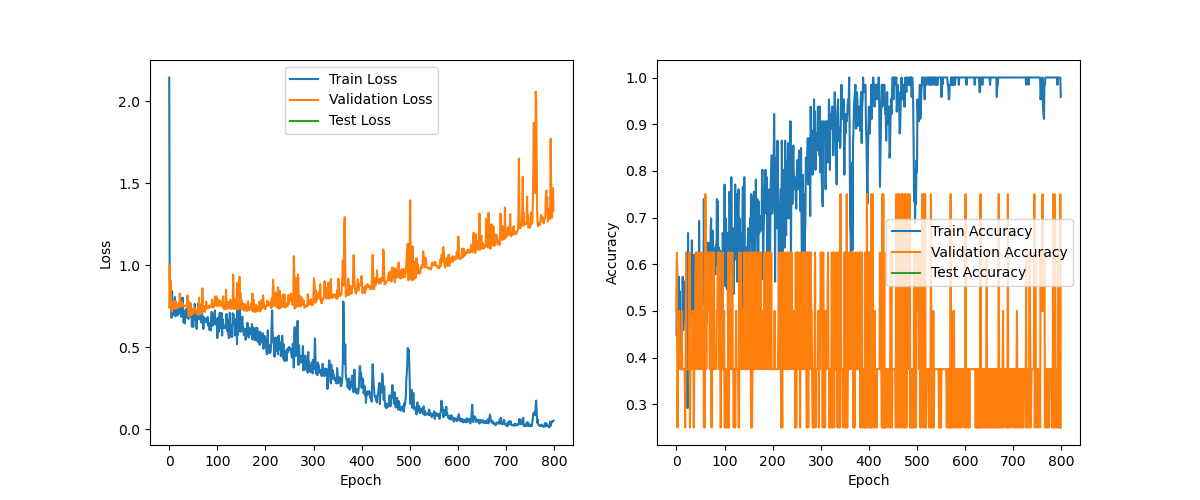 Train Loss
Validation Loss
Test Loss
2.0
1.5
1.0
0.5
0.0
Loss
0 100 200 300 400 500 600 700 800
Epoch
1.0
0.9
0.8
0.7
0.6
0.5
0.4
0.3
Accuracy
Train Accuracy
Validation Accuracy
Test Accuracy
0 100 200 300 400 500 600 700 800
Epoch